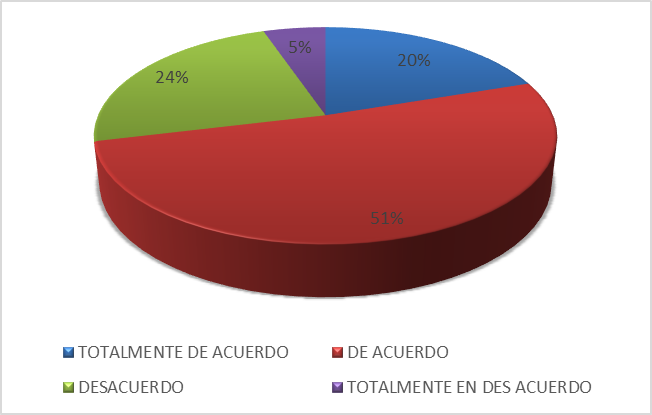 5%
20%
24%
51%
TOTALMENTE DE ACUERDO
DE ACUERDO
DESACUERDO
TOTALMENTE EN DES ACUERDO